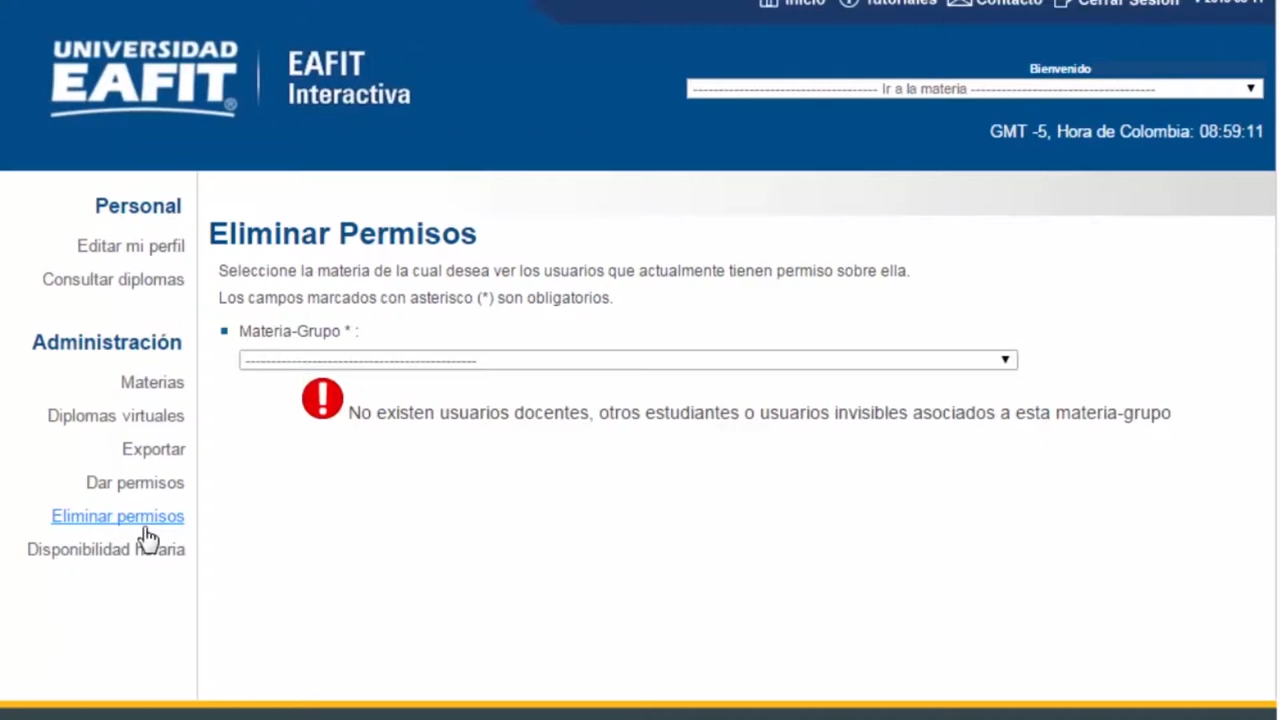 Inicio Tutoriales Contacto Cerrar Sesión
UNIVERSIDAD
EAFIT®
EAFIT
Interactiva
Bienvenido
---------------------------------- Ir a la materia ----------------------------------
GMT -5, Hora de Colombia: 08:59:11
Personal
Editar mi perfil
Consultar diplomas
Administración
Materias
Diplomas virtuales
Exportar
Dar permisos
Eliminar permisos
Disponibilidad horaria
Eliminar Permisos
Seleccione la materia de la cual desea ver los usuarios que actualmente tienen permiso sobre ella.
Los campos marcados con asterisco (*) son obligatorios.
Materia-Grupo * :
-------------------------------------------
No existen usuarios docentes, otros estudiantes o usuarios invisibles asociados a esta materia-grupo